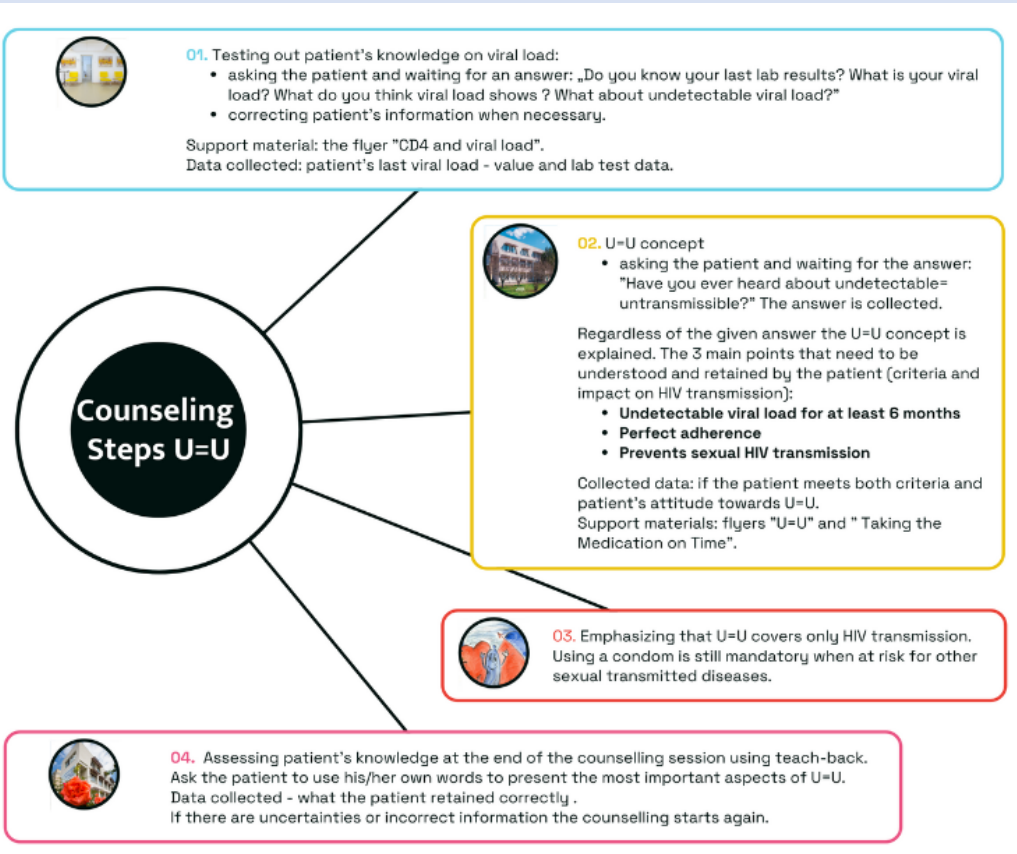 01. Testing out patient's knowledge on viral load:
• asking the patient and waiting for an answer: „Do you know your last lab results? What is your viral
load? What do you think viral load shows ? What about undetectable viral load?"
• correcting patient's information when necessary.
Support material: the flyer "CD4 and viral load".
Data collected: patient's last viral load - value and lab test data.
02. U=U concept
• asking the patient and waiting for the answer:
"Have you ever heard about undetectable=
untransmissible?" The answer is collected.
Regardless of the given answer the U=U concept is
explained. The 3 main points that need to be
understood and retained by the patient (criteria and
impact on HIV transmission):
• Undetectable viral load for at least 6 months
• Perfect adherence
• Prevents sexual HIV transmission
Collected data: if the patient meets both criteria and
patient's attitude towards U=U.
Support materials: flyers "U=U" and " Taking the
Medication on Time".
Counseling
Steps U=U
03. Emphasizing that U=U covers only HIV transmission.
Using a condom is still mandatory when at risk for other
sexual transmitted diseases.
04. Assessing patient's knowledge at the end of the counselling session using teach-back.
Ask the patient to use his/her own words to present the most important aspects of U=U.
Data collected - what the patient retained correctly .
If there are uncertainties or incorrect information the counselling starts again.